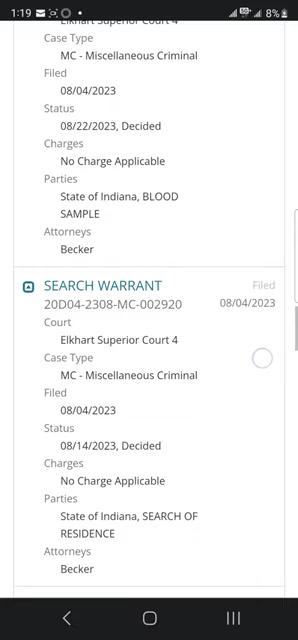 1:19
5G
8%
Elkhart Superior Court 4
Case Type
MC - Miscellaneous Criminal
Filed
08/04/2023
Status
08/22/2023, Decided
Charges
No Charge Applicable
Parties
State of Indiana, BLOOD
SAMPLE
Attorneys
Becker
SEARCH WARRANT
Filed
20D04-2308-MC-002920
08/04/2023
Court
Elkhart Superior Court 4
Case Type
MC - Miscellaneous Criminal
Filed
08/04/2023
Status
08/14/2023, Decided
Charges
No Charge Applicable
Parties
State of Indiana, SEARCH OF
RESIDENCE
Attorneys
Becker